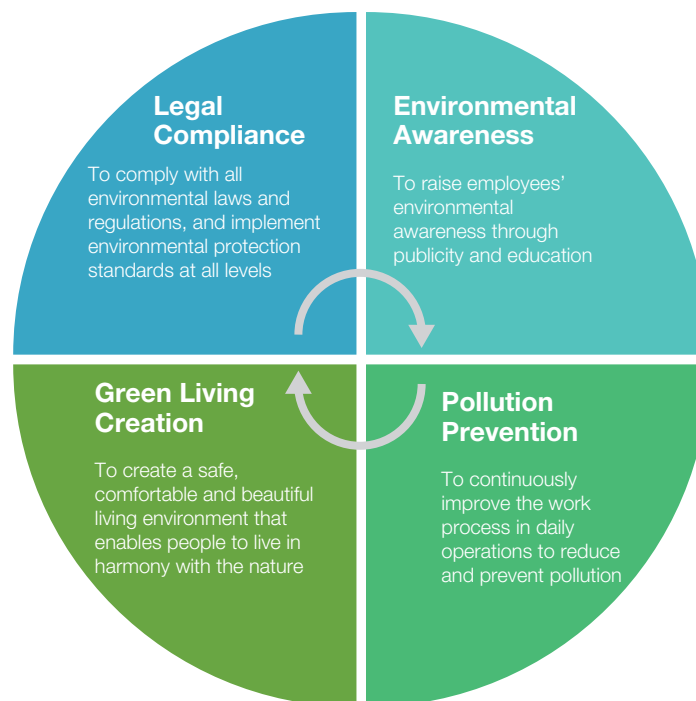 Legal
Compliance
To comply with all
environmental laws and
regulations, and implement
environmental protection
standards at all levels
Environmental
Awareness
To raise employees’
environmental
awareness through
publicity and education
Green Living
Creation
To create a safe,
comfortable and beautiful
living environment that
enables people to live in
harmony with the nature
Pollution
Prevention
To continuously
improve the work
process in daily
operations to reduce
and prevent pollution